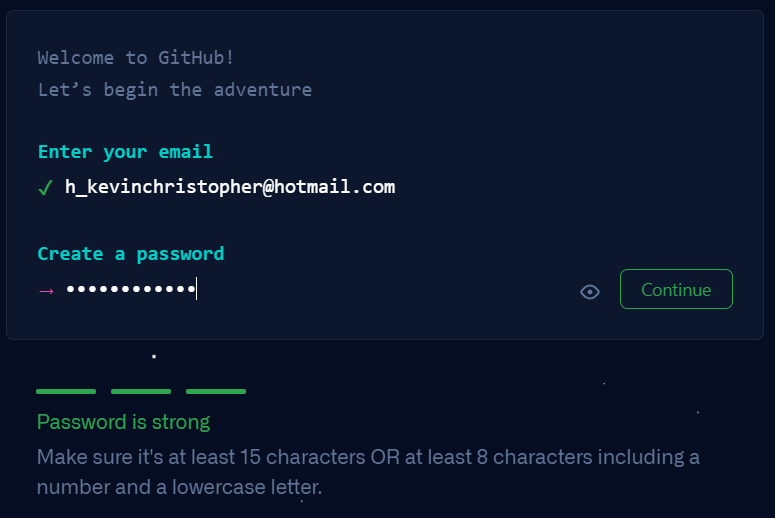 Welcome to GitHub!
Let’s begin the adventure
Enter your email
✓ h_kevinchristopher@hotmail.com
Create a password
→ ••••••••••••
Continue
Password is strong
Make sure it's at least 15 characters OR at least 8 characters including a
number and a lowercase letter.